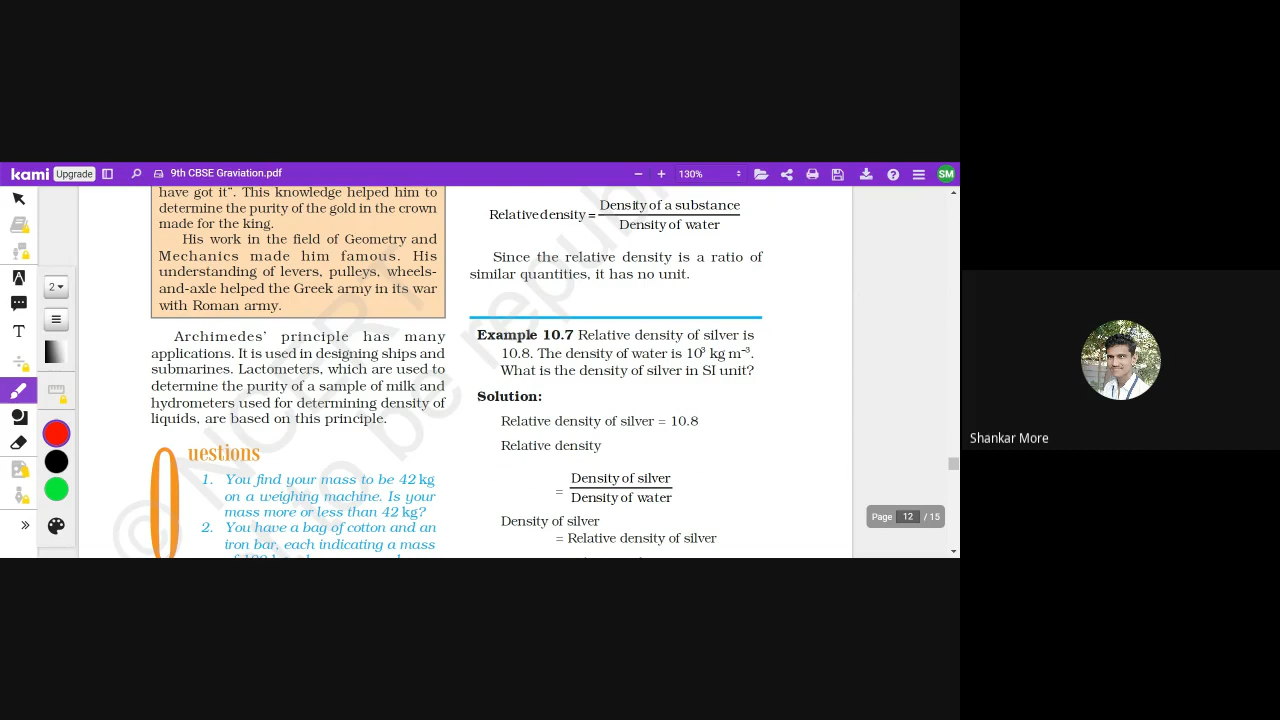 kami
Upgrade
9th CBSE Graviation.pdf
130%
SM
have got it". This knowledge helped him to
determine the purity of the gold in the crown
made for the king.
His work in the field of Geometry and
Mechanics made him famous. His
understanding of levers, pulleys, wheels-
and-axle helped the Greek army in its war
with Roman army.
Archimedes' principle has many
applications. It is used in designing ships and
submarines. Lactometers, which are used to
determine the purity of a sample of milk and
hydrometers used for determining density of
liquids, are based on this principle.
Questions
1. You find your mass to be 42 kg
on a weighing machine. Is your
mass more or less than 42 kg?
2. You have a bag of cotton and an
iron bar, each indicating a mass
Relative density = Density of a substance
Density of water
Since the relative density is a ratio of
similar quantities, it has no unit.
Example 10.7 Relative density of silver is
10.8. The density of water is 10³ kg m⁻³.
What is the density of silver in SI unit?
Solution:
Relative density of silver = 10.8
Relative density
= Density of silver
Density of water
Density of silver
= Relative density of silver
2
T
Page 12 / 15
Shankar More